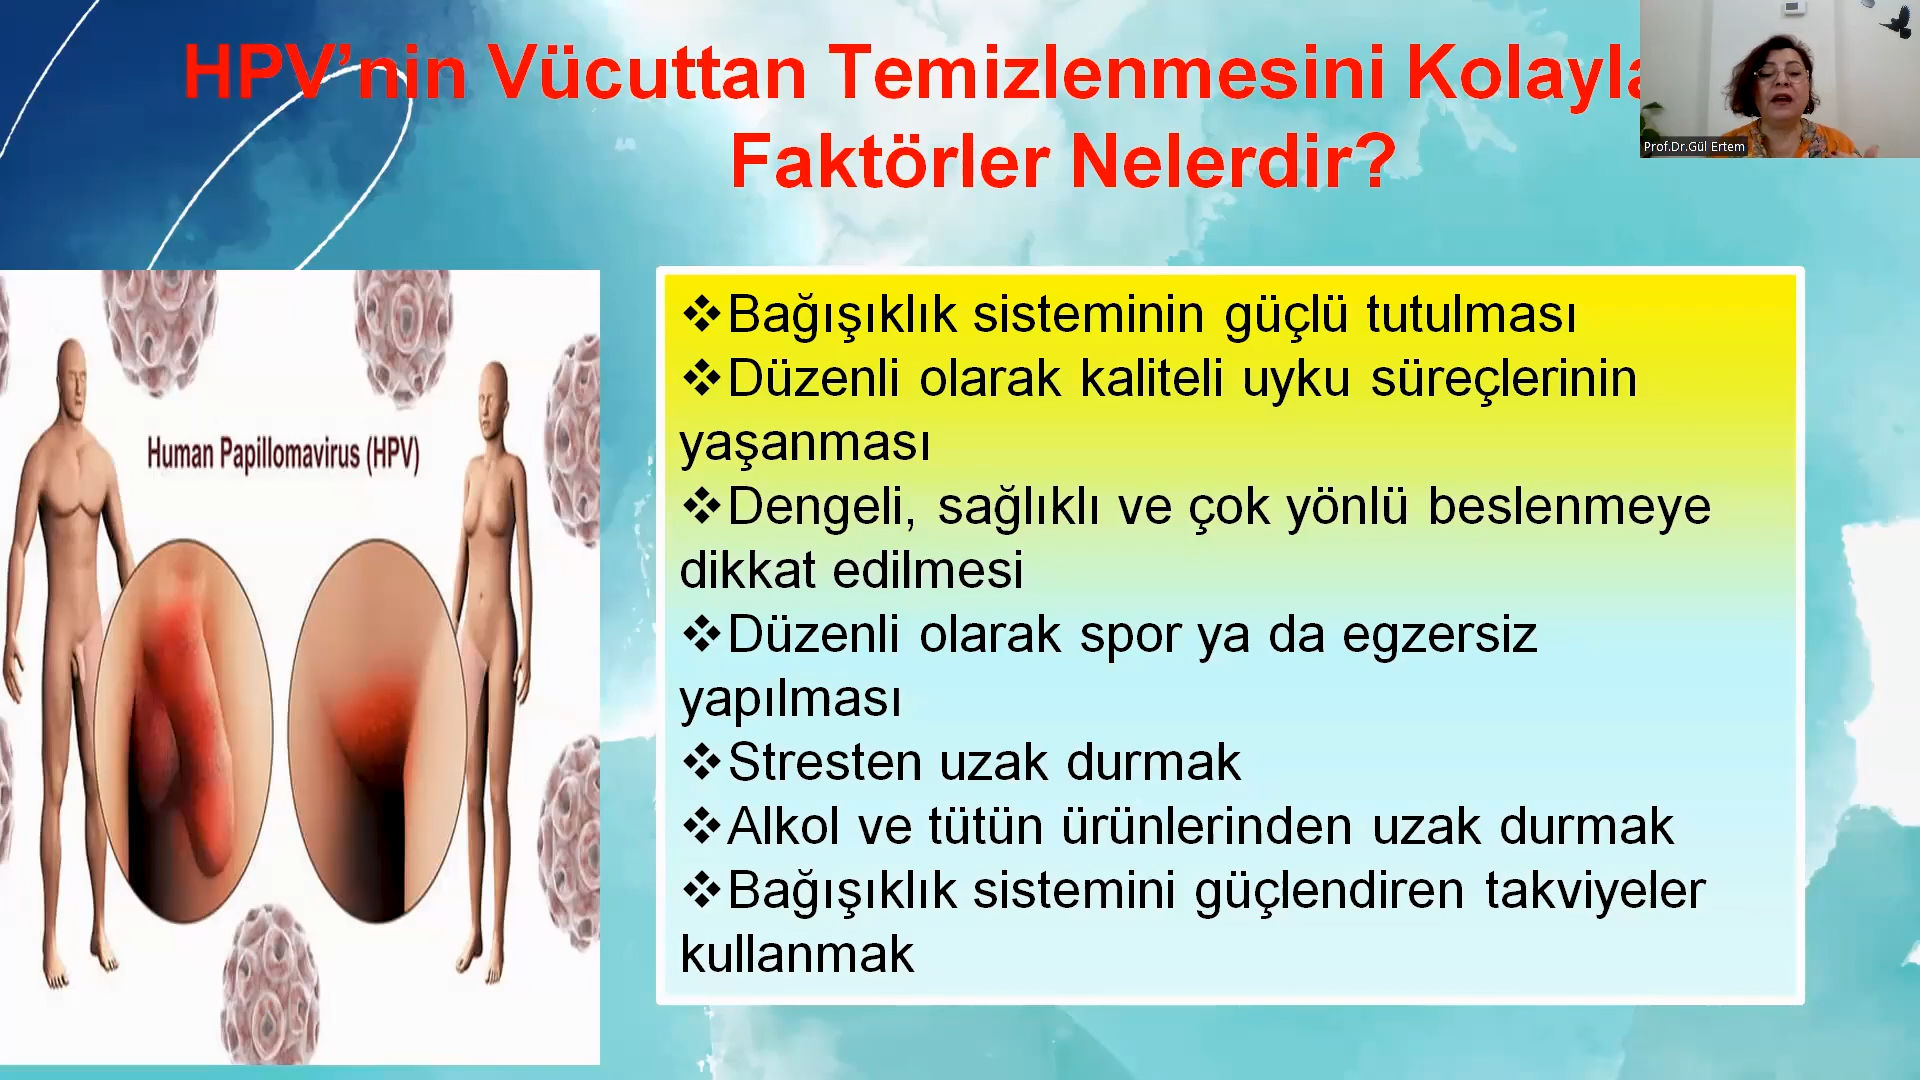 HPV’nin Vücuttan Temizlenmesini
Faktörler Nelerdir?
Prof.Dr.Gül Ertem
Human Papillomavirus (HPV)
❖Bağışıklık sisteminin güçlü tutulması
❖Düzenli olarak kaliteli uyku süreçlerinin
yaşanması
❖Dengeli, sağlıklı ve çok yönlü beslenmeye
dikkat edilmesi
❖Düzenli olarak spor ya da egzersiz
yapılması
❖Stresten uzak durmak
❖Alkol ve tütün ürünlerinden uzak durmak
❖Bağışıklık sistemini güçlendiren takviyeler
kullanmak